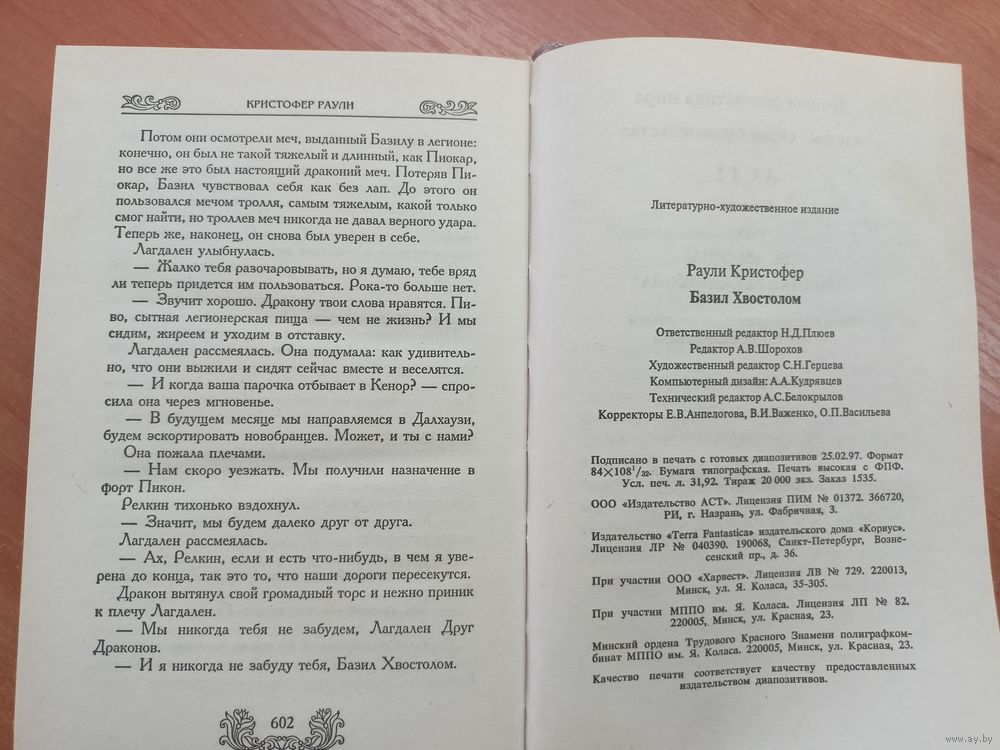 КРИСТОФЕР РАУЛИ
Потом они осмотрели меч, выданный Базилу в легионе:
конечно, он был не такой тяжелый и длинный, как Пиокар,
но все же это был настоящий драконий меч. Потеряв Пи-
окар, Базил чувствовал себя как без лап. До этого он
пользовался мечом тролля, самым тяжелым, какой только
смог найти, но троллев меч никогда не давал верного удара.
Теперь же, наконец, он снова был уверен в себе.
Лагдален улыбнулась.
— Жалко тебя разочаровывать, но я думаю, тебе вряд
ли теперь придется им пользоваться. Рока-то больше нет.
— Звучит хорошо. Дракону твои слова нравятся. Пи-
во, сытная легионерская пища — чем не жизнь? И мы
сидим, жиреем и уходим в отставку.
Лагдален рассмеялась. Она подумала: как удивитель-
но, что они выжили и сидят сейчас вместе и веселятся.
— И когда ваша парочка отбывает в Кенор? — спро-
сила она через мгновенье.
— В будущем месяце мы направляемся в Далхаузи,
будем эскортировать новобранцев. Может, и ты с нами?
Она пожала плечами.
— Нам скоро уезжать. Мы получили назначение в
форт Пикон.
Релкин тихонько вздохнул.
— Значит, мы будем далеко друг от друга.
Лагдален рассмеялась.
— Ах, Релкин, если и есть что-нибудь, в чем я уве-
рена до конца, так это то, что наши дороги пересекутся.
Дракон вытянул свой громадный торс и нежно приник
к плечу Лагдален.
— Мы никогда тебя не забудем, Лагдален Друг
Драконов.
— И я никогда не забуду тебя, Базил Хвостолом.
602
Литературно-художественное издание
Раули Кристофер
Базил Хвостолом
Ответственный редактор Н.Д.Плюев
Редактор А.В.Шорохов
Художественный редактор С.Н.Герцева
Компьютерный дизайн: А.А.Кудрявцев
Технический редактор А.С.Белокрылов
Корректоры Е.В.Анпелогова, В.И.Важенко, О.П.Васильева
Подписано в печать с готовых диапозитивов 25.02.97. Формат
84×108¹/₃₂. Бумага типографская. Печать высокая с ФПФ.
Усл. печ. л. 31,92. Тираж 20 000 экз. Заказ 1535.
ООО «Издательство АСТ». Лицензия ПИМ № 01372. 366720,
РИ, г. Назрань, ул. Фабричная, 3.
Издательство «Terra Fantastica» издательского дома «Корвус».
Лицензия ЛР № 040390. 190068, Санкт-Петербург, Возне-
сенский пр., д. 36.
При участии ООО «Харвест». Лицензия ЛВ № 729. 220013,
Минск, ул. Я. Коласа, 35-305.
При участии МППО им. Я. Коласа. Лицензия ЛП № 82.
220005, Минск, ул. Красная, 23.
Минский ордена Трудового Красного Знамени полиграфком-
бинат МППО им. Я. Коласа. 220005, Минск, ул. Красная, 23.
Качество печати соответствует качеству предоставленных
издательством диапозитивов.
www.ay.by